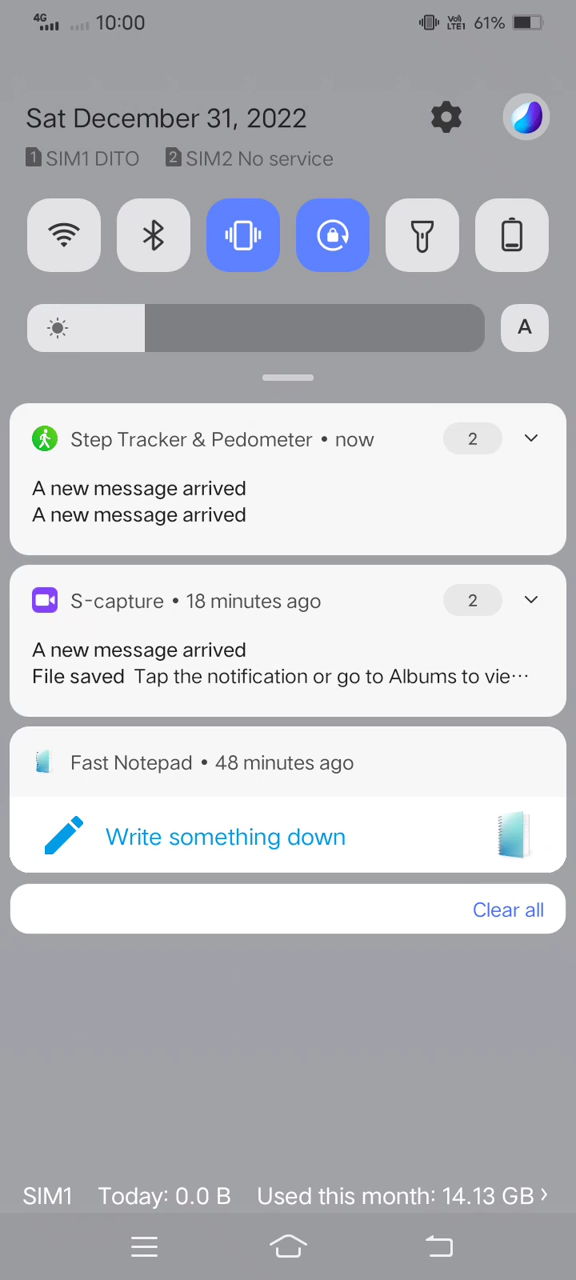 4G 10:00 VoD LTE1 61%
Sat December 31, 2022
1 SIM1 DITO 2 SIM2 No service
A
Step Tracker & Pedometer • now 2
A new message arrived
A new message arrived
S-capture • 18 minutes ago 2
A new message arrived
File saved Tap the notification or go to Albums to vie···
Fast Notepad • 48 minutes ago
Write something down
Clear all
SIM1 Today: 0.0 B Used this month: 14.13 GB ›